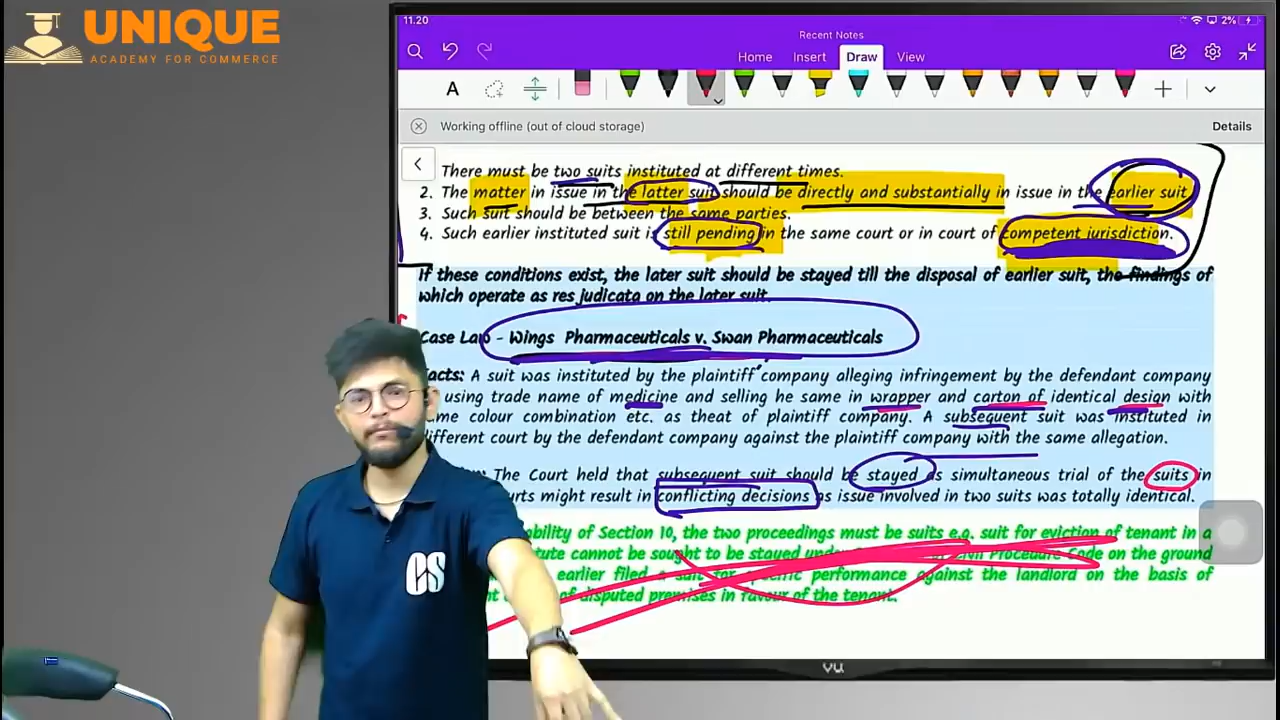 UNIQUE
ACADEMY FOR COMMERCE
11.20
2%
Recent Notes
Home Insert Draw View
A
Working offline (out of cloud storage) Details
There must be two suits instituted at different times.
2. The matter in issue in the latter suit should be directly and substantially in issue in the earlier suit
3. Such suit should be between the same parties.
4. Such earlier instituted suit is still pending in the same court or in court of competent jurisdiction.
If these conditions exist, the later suit should be stayed till the disposal of earlier suit, the findings of
which operate as res judicata on the later suit.
Case Law - Wings Pharmaceuticals v. Swan Pharmaceuticals
acts: A suit was instituted by the plaintiff company alleging infringement by the defendant company
using trade name of medicine and selling he same in wrapper and carton of identical design with
me colour combination etc. as theat of plaintiff company. A subsequent suit was instituted in
ifferent court by the defendant company against the plaintiff company with the same allegation.
The Court held that subsequent suit should be stayed as simultaneous trial of the suits in
rts might result in conflicting decisions as issue involved in two suits was totally identical.
ability of Section 10, the two proceedings must be suits e.g. suit for eviction of tenant in a
tute cannot be sought to be stayed Procedure Code on the ground
earlier filed a suit for specific performance against the landlord on the basis of
of disputed premises in favour of the tenant.
CS
vu